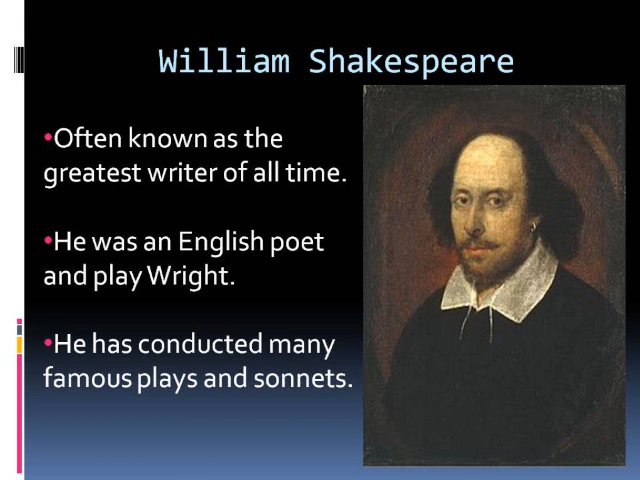 William Shakespeare
•Often known as the
greatest writer of all time.
•He was an English poet
and play Wright.
•He has conducted many
famous plays and sonnets.